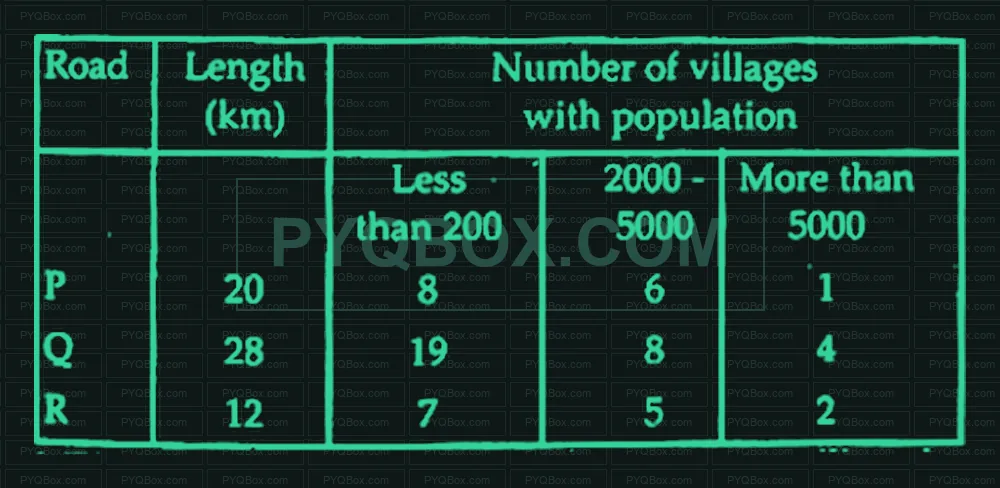 Road Length (km) Number of villages with population
Less than 200 2000 - 5000 More than 5000
P 20 8 6 1
Q 28 19 8 4
R 12 7 5 2
PYQBOX.COM